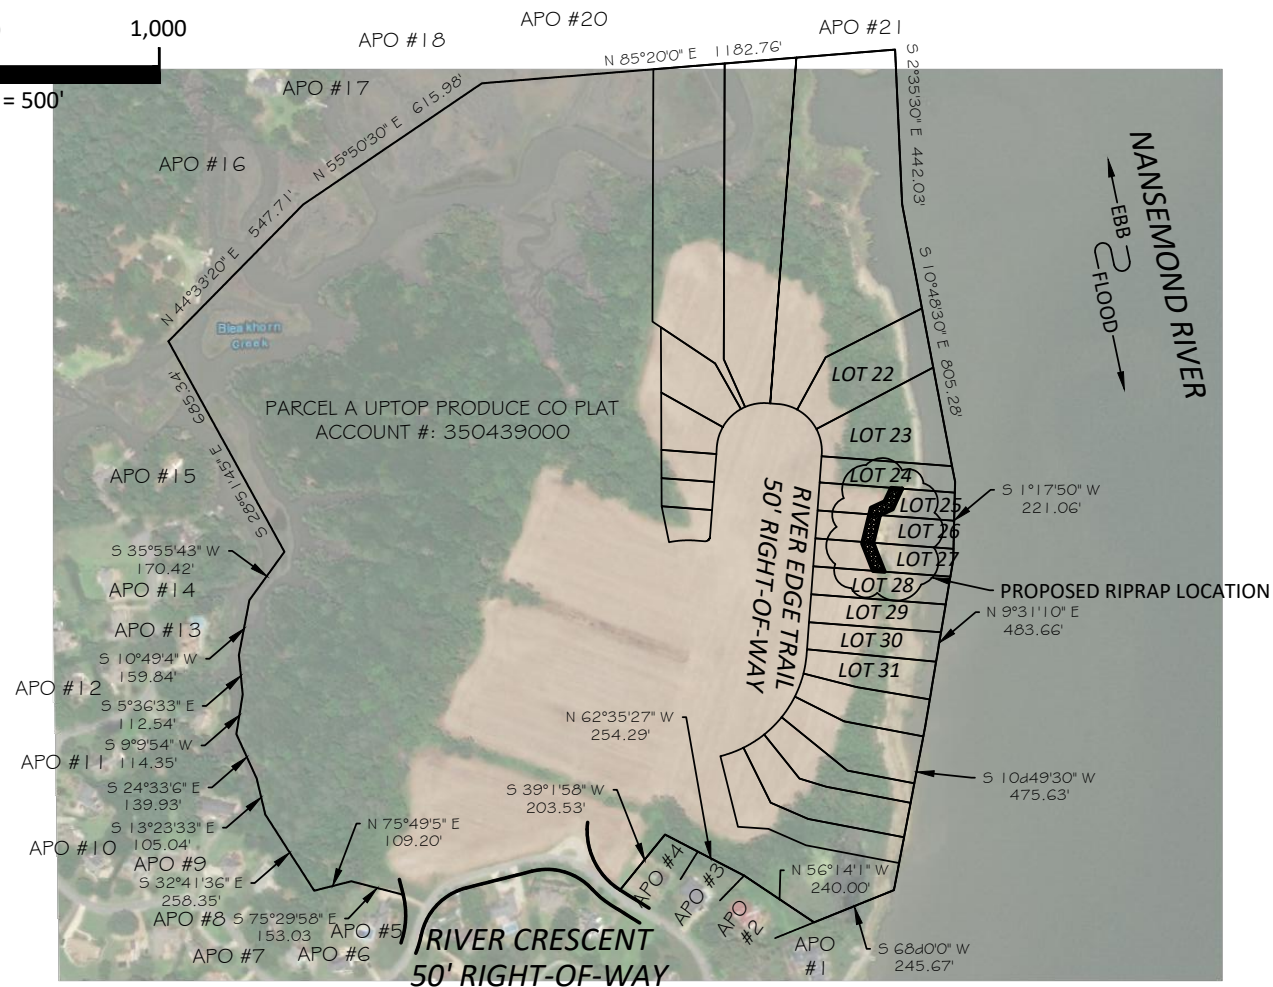 1,000
= 500'
APO #18
APO #20
APO #21
N 85°20'0" E 1182.76'
APO #17
N 55°50'30" E 615.98'
APO #16
N 44°33'20" E 547.71'
S 2°35'30" E 442.03'
NANSEMOND RIVER
EBB
FLOOD
S 10°48'30" E 805.28'
Bleakhorn
Creek
685.34'
S 28°51'45" E
PARCEL A UPTOP PRODUCE CO PLAT
ACCOUNT #: 350439000
LOT 22
LOT 23
LOT 24
LOT 25
LOT 26
LOT 27
LOT 28
LOT 29
LOT 30
LOT 31
S 1°17'50" W
221.06'
PROPOSED RIPRAP LOCATION
N 9°31'10" E
483.66'
RIVER EDGE TRAIL
50' RIGHT-OF-WAY
APO #15
S 35°55'43" W
170.42'
APO #14
APO #13
S 10°49'4" W
159.84'
APO #12
S 5°36'33" E
112.54'
S 9°9'54" W
114.35'
APO #11
S 24°33'6" E
139.93'
S 13°23'33" E
105.04'
APO #10
APO #9
S 32°41'36" E
258.35'
APO #8
S 75°29'58" E
153.03
APO #7
APO #6
APO #5
N 75°49'5" E
109.20'
N 62°35'27" W
254.29'
S 39°1'58" W
203.53'
APO #4
APO #3
APO
#2
N 56°14'1" W
240.00'
APO
#1
S 10d49'30" W
475.63'
S 68d0'0" W
245.67'
RIVER CRESCENT
50' RIGHT-OF-WAY